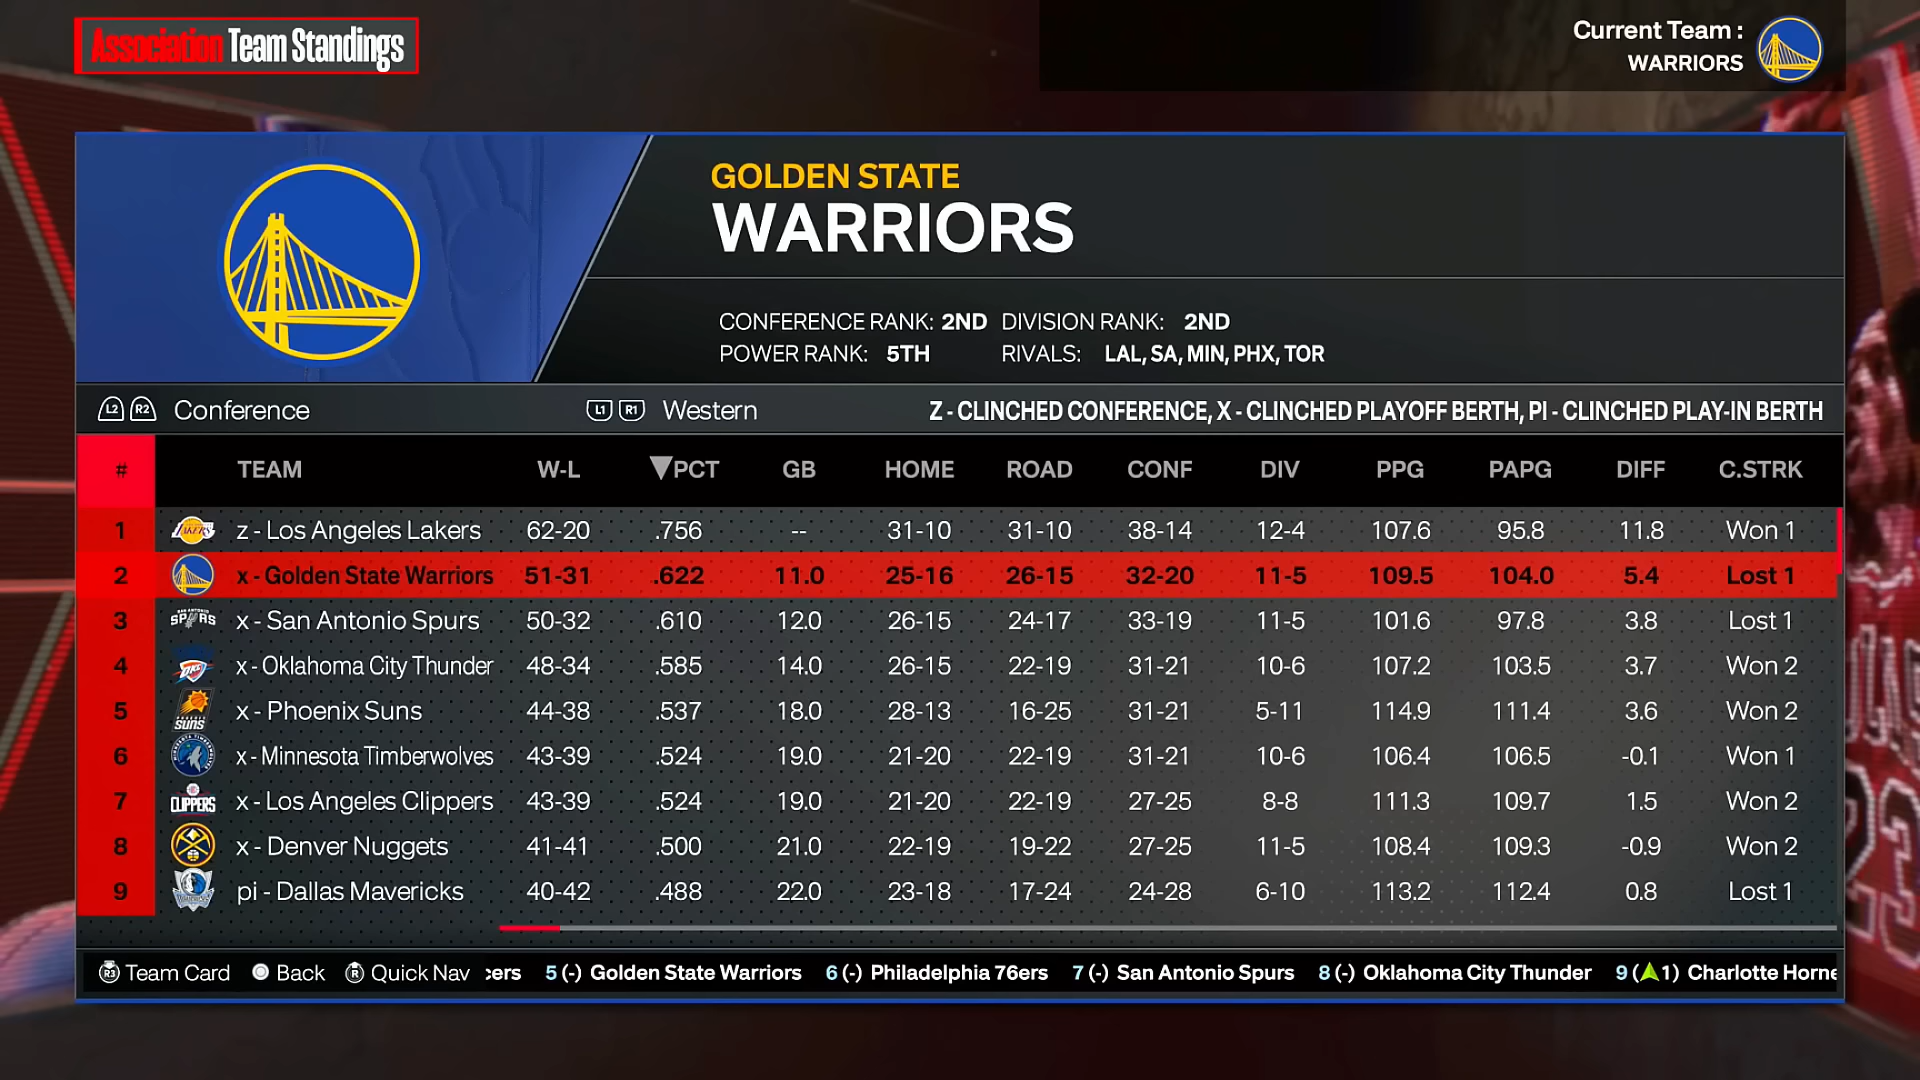 Association Team Standings
Current Team :
WARRIORS
GOLDEN STATE
WARRIORS
CONFERENCE RANK: 2ND DIVISION RANK: 2ND
POWER RANK: 5TH RIVALS: LAL, SA, MIN, PHX, TOR
L2 R2 Conference L1 R1 Western Z - CLINCHED CONFERENCE, X - CLINCHED PLAYOFF BERTH, PI - CLINCHED PLAY-IN BERTH
# TEAM W-L ▼PCT GB HOME ROAD CONF DIV PPG PAPG DIFF C.STRK
1 z - Los Angeles Lakers 62-20 .756 -- 31-10 31-10 38-14 12-4 107.6 95.8 11.8 Won 1
2 x - Golden State Warriors 51-31 .622 11.0 25-16 26-15 32-20 11-5 109.5 104.0 5.4 Lost 1
3 x - San Antonio Spurs 50-32 .610 12.0 26-15 24-17 33-19 11-5 101.6 97.8 3.8 Lost 1
4 x - Oklahoma City Thunder 48-34 .585 14.0 26-15 22-19 31-21 10-6 107.2 103.5 3.7 Won 2
5 x - Phoenix Suns 44-38 .537 18.0 28-13 16-25 31-21 5-11 114.9 111.4 3.6 Won 2
6 x - Minnesota Timberwolves 43-39 .524 19.0 21-20 22-19 31-21 10-6 106.4 106.5 -0.1 Won 1
7 x - Los Angeles Clippers 43-39 .524 19.0 21-20 22-19 27-25 8-8 111.3 109.7 1.5 Won 2
8 x - Denver Nuggets 41-41 .500 21.0 22-19 19-22 27-25 11-5 108.4 109.3 -0.9 Won 2
9 pi - Dallas Mavericks 40-42 .488 22.0 23-18 17-24 24-28 6-10 113.2 112.4 0.8 Lost 1
R3 Team Card Back R Quick Nav cers 5 (-) Golden State Warriors 6 (-) Philadelphia 76ers 7 (-) San Antonio Spurs 8 (-) Oklahoma City Thunder 9 (▲1) Charlotte Horne